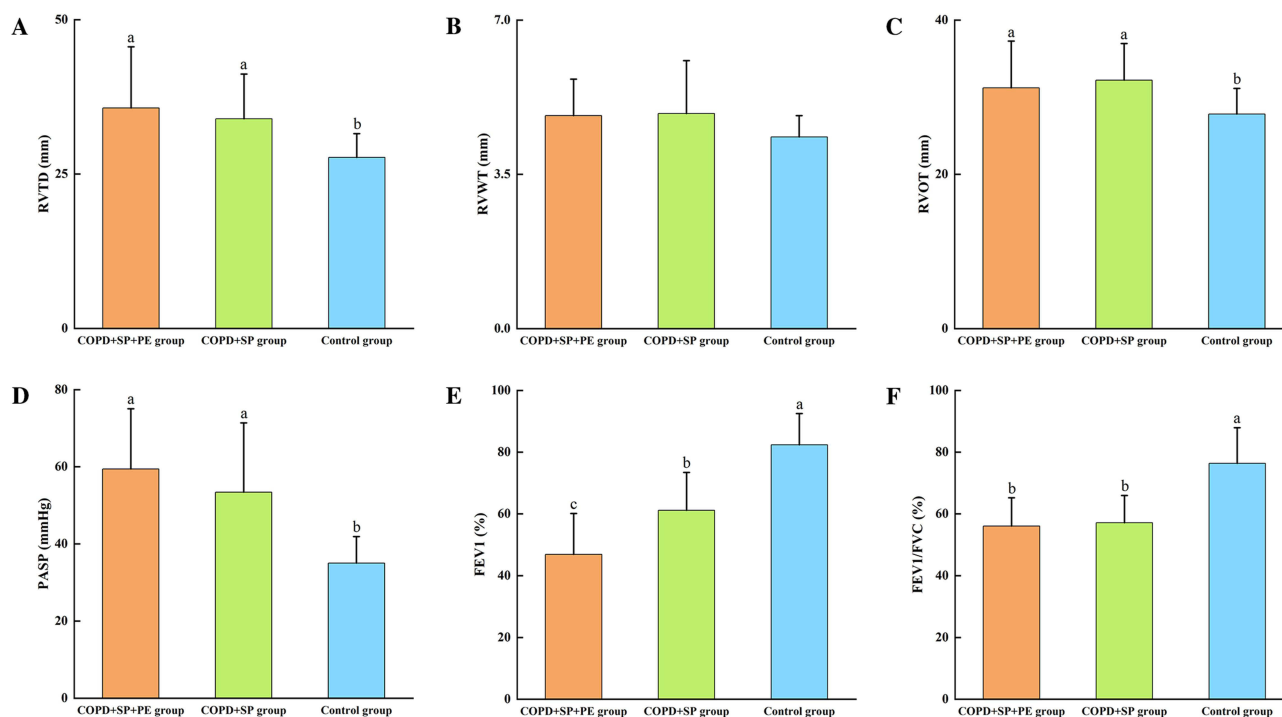 A
50
25
0
RVTD (mm)
a
a
b
COPD+SP+PE group
COPD+SP group
Control group
B
7.0
3.5
0.0
RVWT (mm)
COPD+SP+PE group
COPD+SP group
Control group
C
40
20
0
RVOT (mm)
a
a
b
COPD+SP+PE group
COPD+SP group
Control group
D
80
60
40
20
0
PASP (mmHg)
a
a
b
COPD+SP+PE group
COPD+SP group
Control group
E
100
80
60
40
20
0
FEV1 (%)
c
b
a
COPD+SP+PE group
COPD+SP group
Control group
F
100
80
60
40
20
0
FEV1/FVC (%)
b
b
a
COPD+SP+PE group
COPD+SP group
Control group